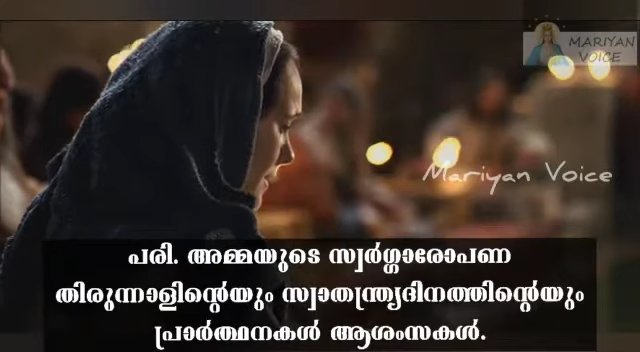 MARIYAN
VOICE
Mariyan Voice
പരി. അമ്മയുടെ സ്വർഗ്ഗാരോപണ
തിരുന്നാളിന്റെയും സ്വാതന്ത്ര്യദിനത്തിന്റെയും
പ്രാർത്ഥനകൾ ആശംസകൾ.